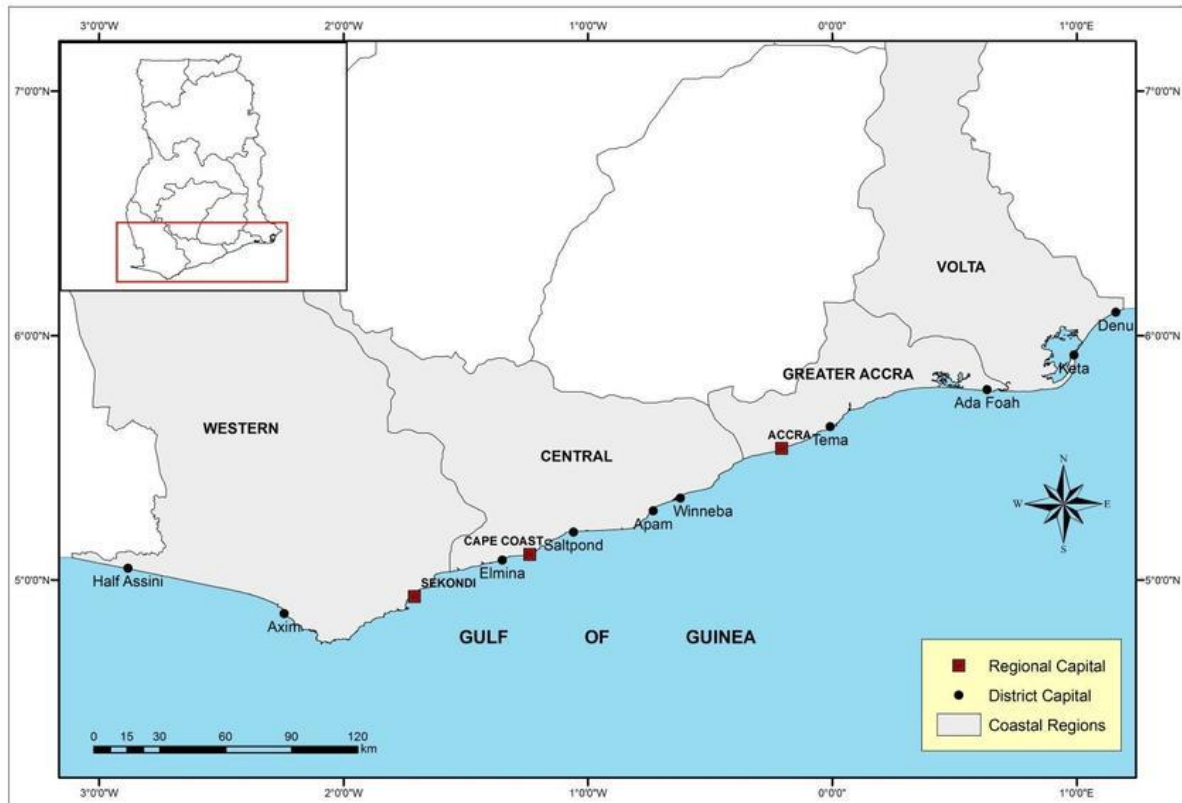 3°0'0"W 2°0'0"W 1°0'0"W 0°0'0" 1°0'0"E
7°0'0"N 7°0'0"N
VOLTA
6°0'0"N 6°0'0"N
Denu
Keta
GREATER ACCRA
Ada Foah
WESTERN
ACCRA
Tema
CENTRAL
Winneba
Apam
CAPE COAST
Saltpond
Elmina
SEKONDI
5°0'0"N 5°0'0"N
Half Assini
Axim
GULF OF GUINEA
N
W E
S
Regional Capital
District Capital
Coastal Regions
0 15 30 60 90 120
km
3°0'0"W 2°0'0"W 1°0'0"W 0°0'0" 1°0'0"E